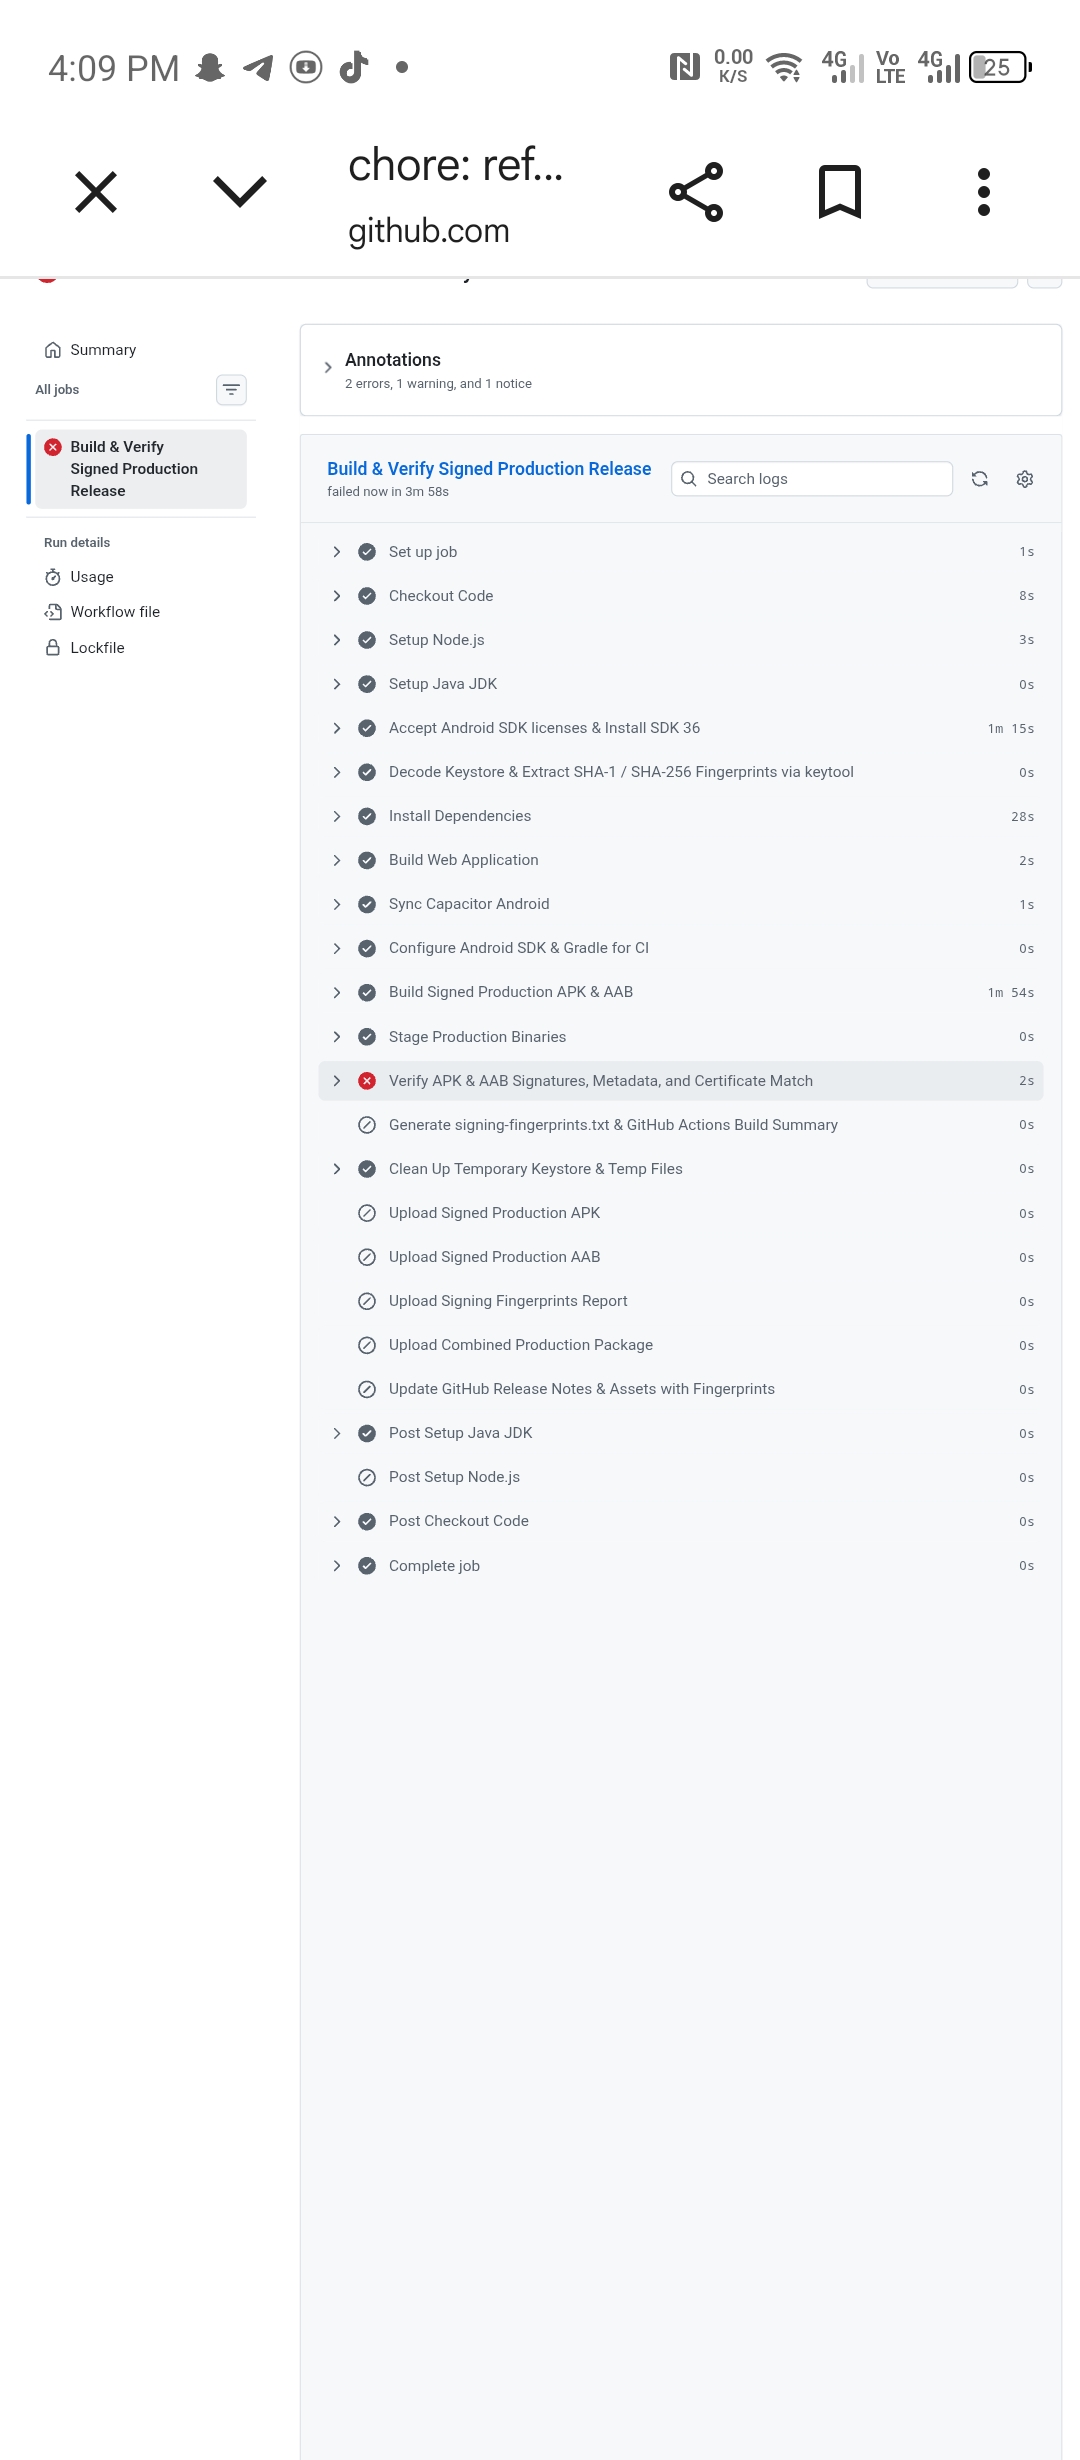 4:09 PM
0.00 K/S
4G
Vo LTE
4G
25
chore: ref...
github.com
Summary
All jobs
Build & Verify
Signed Production
Release
Run details
Usage
Workflow file
Lockfile
Annotations
2 errors, 1 warning, and 1 notice
Build & Verify Signed Production Release
failed now in 3m 58s
Search logs
Set up job 1s
Checkout Code 8s
Setup Node.js 3s
Setup Java JDK 0s
Accept Android SDK licenses & Install SDK 36 1m 15s
Decode Keystore & Extract SHA-1 / SHA-256 Fingerprints via keytool 0s
Install Dependencies 28s
Build Web Application 2s
Sync Capacitor Android 1s
Configure Android SDK & Gradle for CI 0s
Build Signed Production APK & AAB 1m 54s
Stage Production Binaries 0s
Verify APK & AAB Signatures, Metadata, and Certificate Match 2s
Generate signing-fingerprints.txt & GitHub Actions Build Summary 0s
Clean Up Temporary Keystore & Temp Files 0s
Upload Signed Production APK 0s
Upload Signed Production AAB 0s
Upload Signing Fingerprints Report 0s
Upload Combined Production Package 0s
Update GitHub Release Notes & Assets with Fingerprints 0s
Post Setup Java JDK 0s
Post Setup Node.js 0s
Post Checkout Code 0s
Complete job 0s